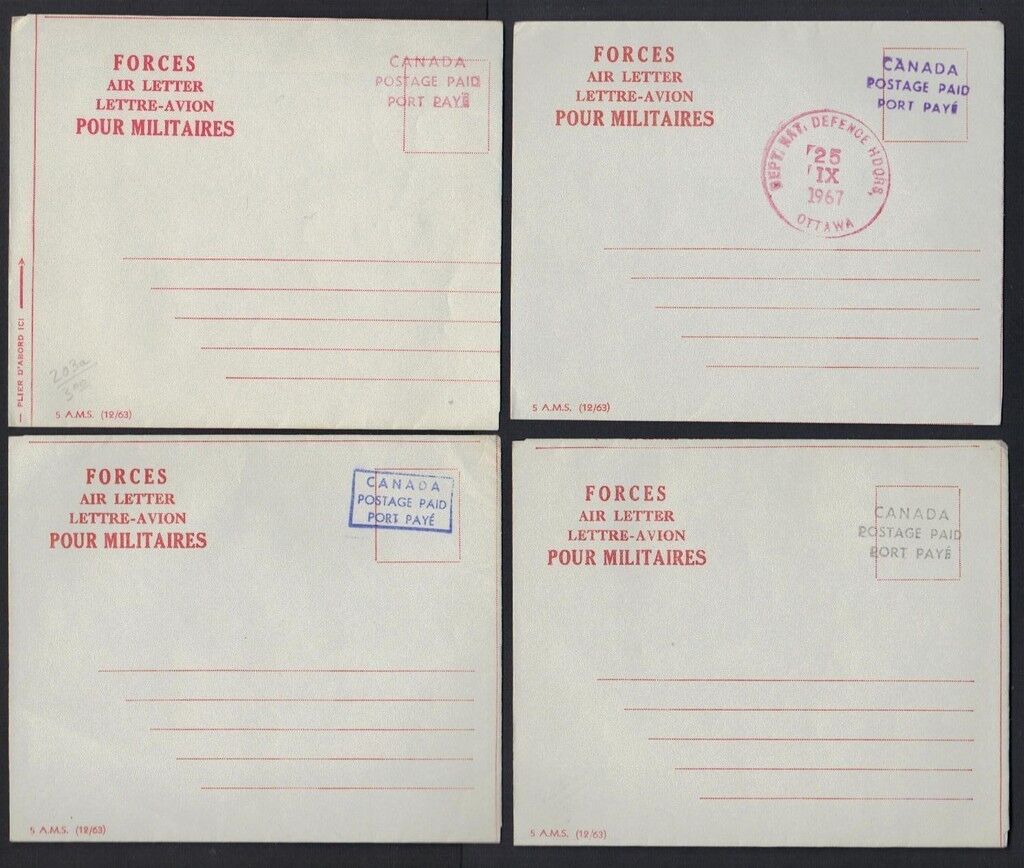 FORCES
AIR LETTER
LETTRE-AVION
POUR MILITAIRES
CANADA
POSTAGE PAID
PORT PAYÉ
— PLIER D'ABORD ICI
203a
300
5 A.M.S. (12/63)
FORCES
AIR LETTER
LETTRE-AVION
POUR MILITAIRES
CANADA
POSTAGE PAID
PORT PAYÉ
DEPT. NAT. DEFENCE HDQRS,
25
IX
1967
OTTAWA
5 A.M.S. (12/63)
FORCES
AIR LETTER
LETTRE-AVION
POUR MILITAIRES
CANADA
POSTAGE PAID
PORT PAYÉ
5 A.M.S. (12/63)
FORCES
AIR LETTER
LETTRE-AVION
POUR MILITAIRES
CANADA
POSTAGE PAID
PORT PAYÉ
5 A.M.S. (12/63)